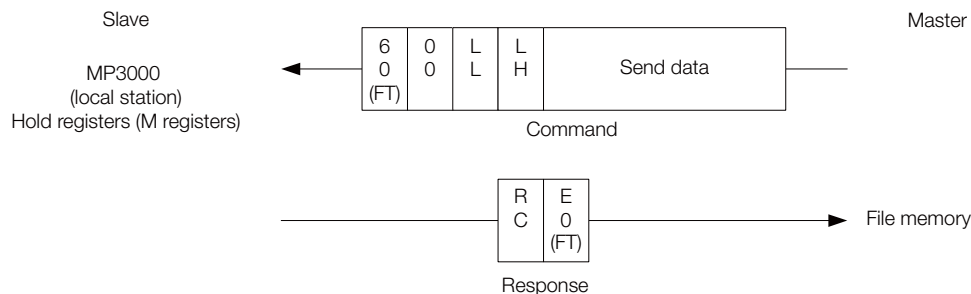 Slave
Master
MP3000
(local station)
Hold registers (M registers)
6 0 L L
0 0 L H
(FT)
Send data
Command
R E
C 0
(FT)
File memory
Response